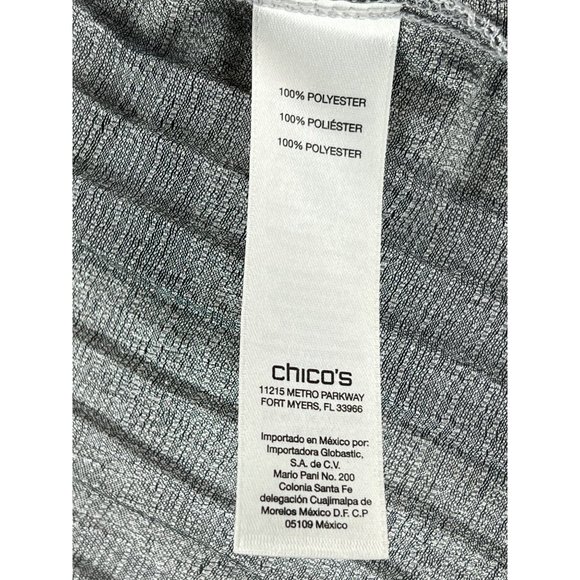 100% POLYESTER
100% POLIÉSTER
100% POLYESTER
chico's
11215 METRO PARKWAY
FORT MYERS, FL 33966
Importado en México por:
Importadora Globastic,
S.A. de C.V.
Mario Pani No. 200
Colonia Santa Fe
delegación Cuajimalpa de
Morelos México D.F. C.P
05109 México